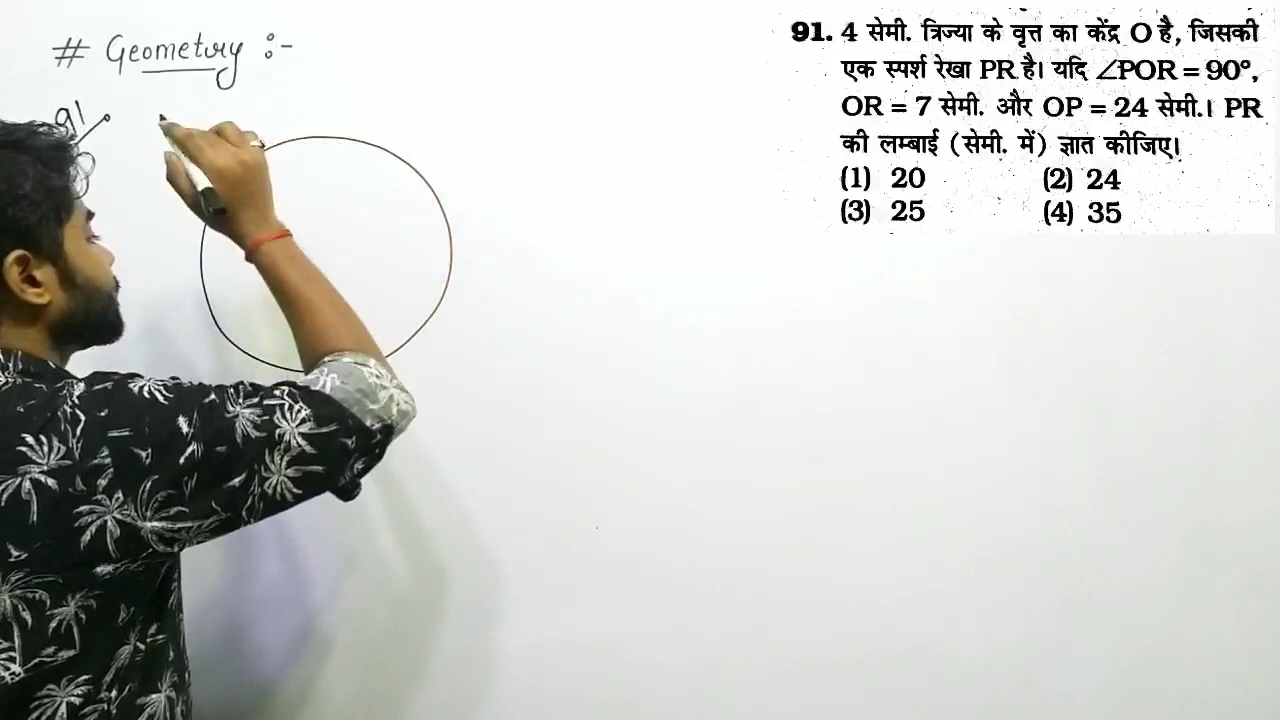 # Geometry :-
91
91. 4 सेमी. त्रिज्या के वृत्त का केंद्र O है, जिसकी
एक स्पर्श रेखा PR है। यदि ∠POR = 90°,
OR = 7 सेमी. और OP = 24 सेमी.। PR
की लम्बाई (सेमी. में) ज्ञात कीजिए।
(1) 20 (2) 24
(3) 25 (4) 35